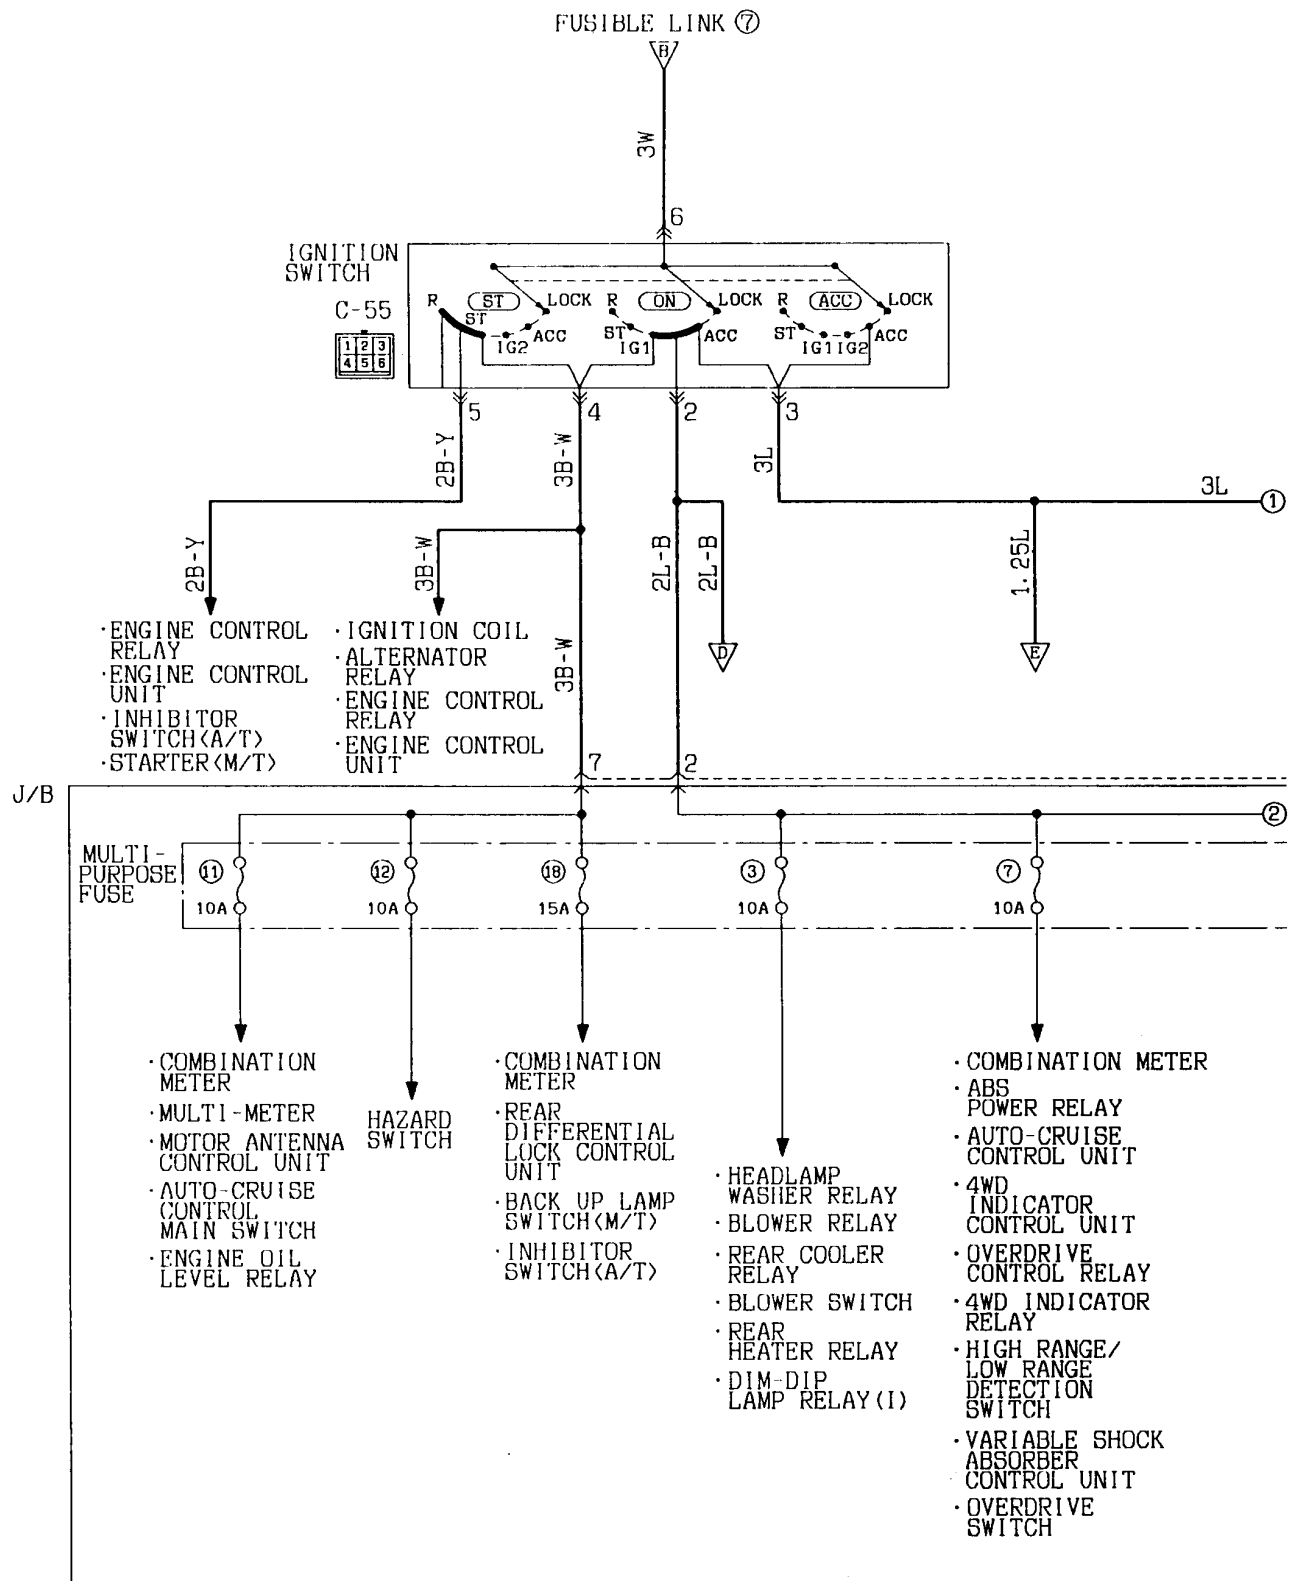 FUSIBLE LINK ⑦
B
3W
6
IGNITION
SWITCH
C-55
1 2 3
4 5 6
R ST LOCK
ST
IG2 ACC
R ON LOCK
ST
IG1 ACC
R ACC LOCK
ST IG1 IG2 ACC
5 4 2 3
2B-Y 3B-W 3L
3L ①
2B-Y 3B-W 2L-B 2L-B 1.25L
3B-W
D
E
·ENGINE CONTROL
RELAY
·ENGINE CONTROL
UNIT
·INHIBITOR
SWITCH<A/T>
·STARTER<M/T>
·IGNITION COIL
·ALTERNATOR
RELAY
·ENGINE CONTROL
RELAY
·ENGINE CONTROL
UNIT
7 2
J/B
②
MULTI-
PURPOSE
FUSE
⑪ ⑫ ⑱ ③ ⑦
10A 10A 15A 10A 10A
·COMBINATION
METER
·MULTI-METER
·MOTOR ANTENNA
CONTROL UNIT
·AUTO-CRUISE
CONTROL
MAIN SWITCH
·ENGINE OIL
LEVEL RELAY
HAZARD
SWITCH
·COMBINATION
METER
·REAR
DIFFERENTIAL
LOCK CONTROL
UNIT
·BACK UP LAMP
SWITCH<M/T>
·INHIBITOR
SWITCH<A/T>
·HEADLAMP
WASHER RELAY
·BLOWER RELAY
·REAR COOLER
RELAY
·BLOWER SWITCH
·REAR
HEATER RELAY
·DIM-DIP
LAMP RELAY(I)
·COMBINATION METER
·ABS
POWER RELAY
·AUTO-CRUISE
CONTROL UNIT
·4WD
INDICATOR
CONTROL UNIT
·OVERDRIVE
CONTROL RELAY
·4WD INDICATOR
RELAY
·HIGH RANGE/
LOW RANGE
DETECTION
SWITCH
·VARIABLE SHOCK
ABSORBER
CONTROL UNIT
·OVERDRIVE
SWITCH